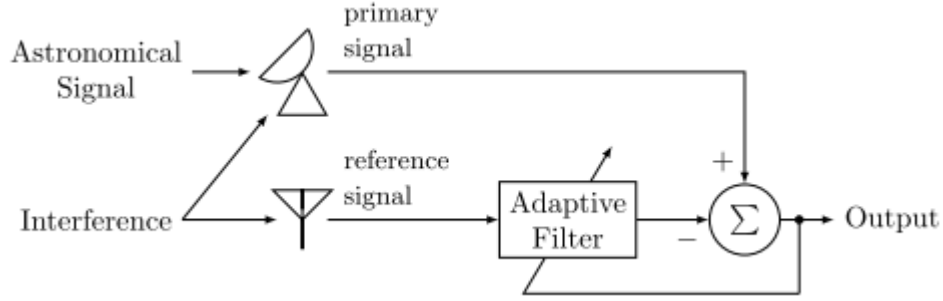 primary
signal
Astronomical
Signal
reference
signal
Interference
Adaptive
Filter
+
−
Σ
Output